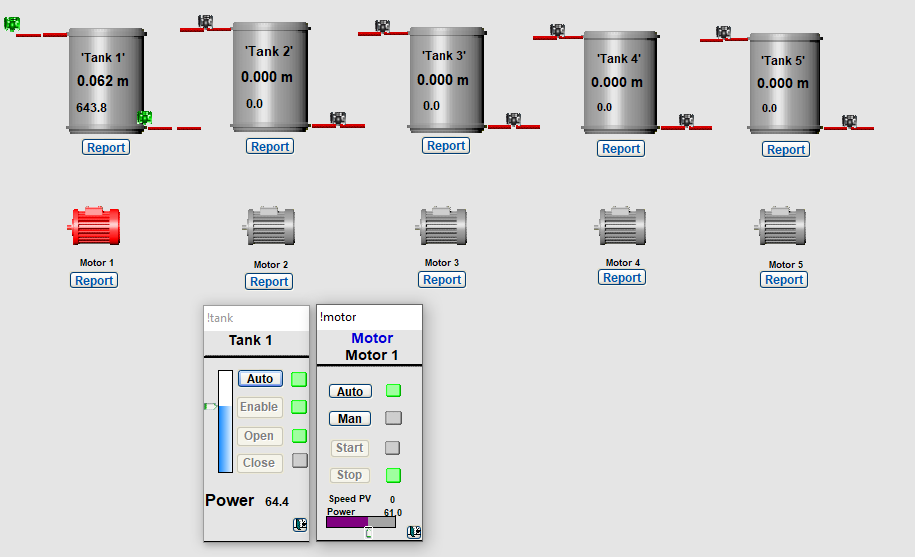 'Tank 1'
0.062 m
643.8
Report
'Tank 2'
0.000 m
0.0
Report
'Tank 3'
0.000 m
0.0
Report
'Tank 4'
0.000 m
0.0
Report
'Tank 5'
0.000 m
0.0
Report
Motor 1
Report
Motor 2
Report
Motor 3
Report
Motor 4
Report
Motor 5
Report
!tank
Tank 1
Auto
Enable
Open
Close
Power 64.4
!motor
Motor
Motor 1
Auto
Man
Start
Stop
Speed PV 0
Power 61.0